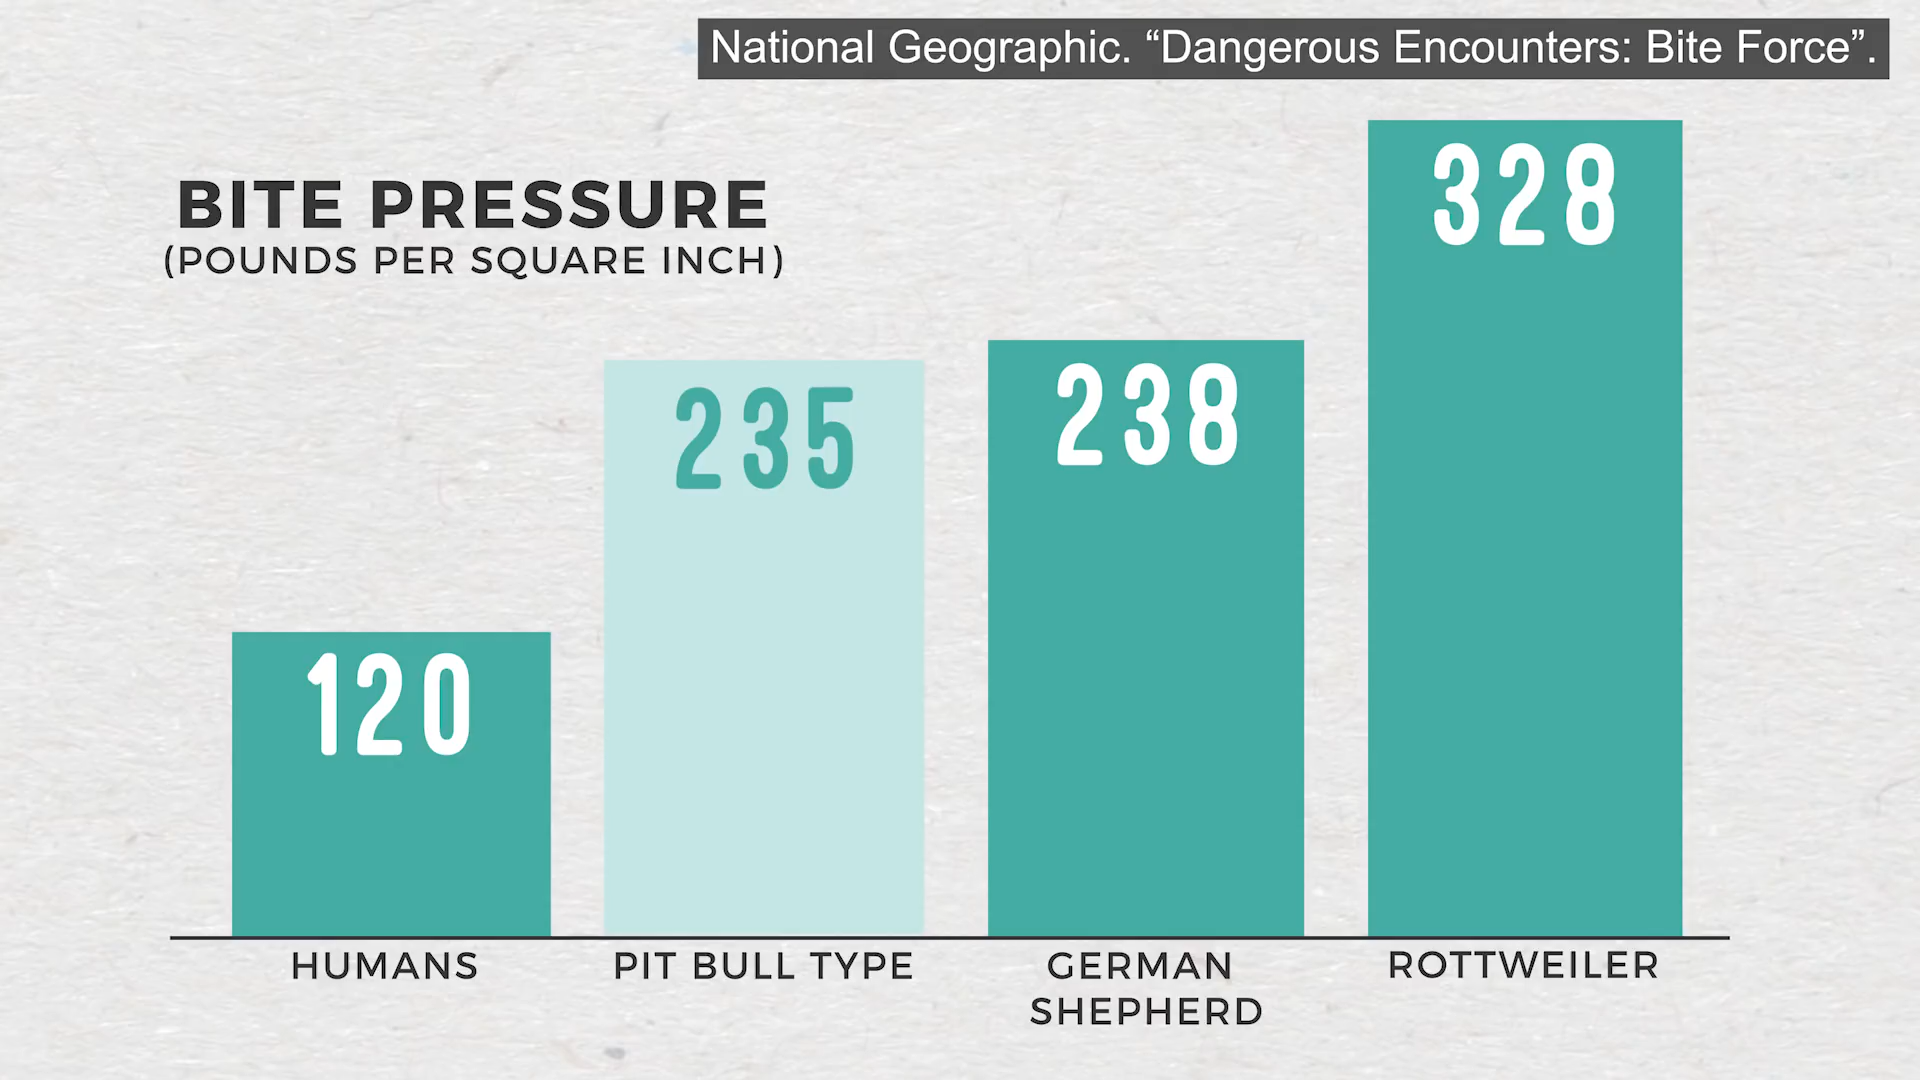 National Geographic. “Dangerous Encounters: Bite Force”.
BITE PRESSURE
(POUNDS PER SQUARE INCH)
120
235
238
328
HUMANS
PIT BULL TYPE
GERMAN
SHEPHERD
ROTTWEILER